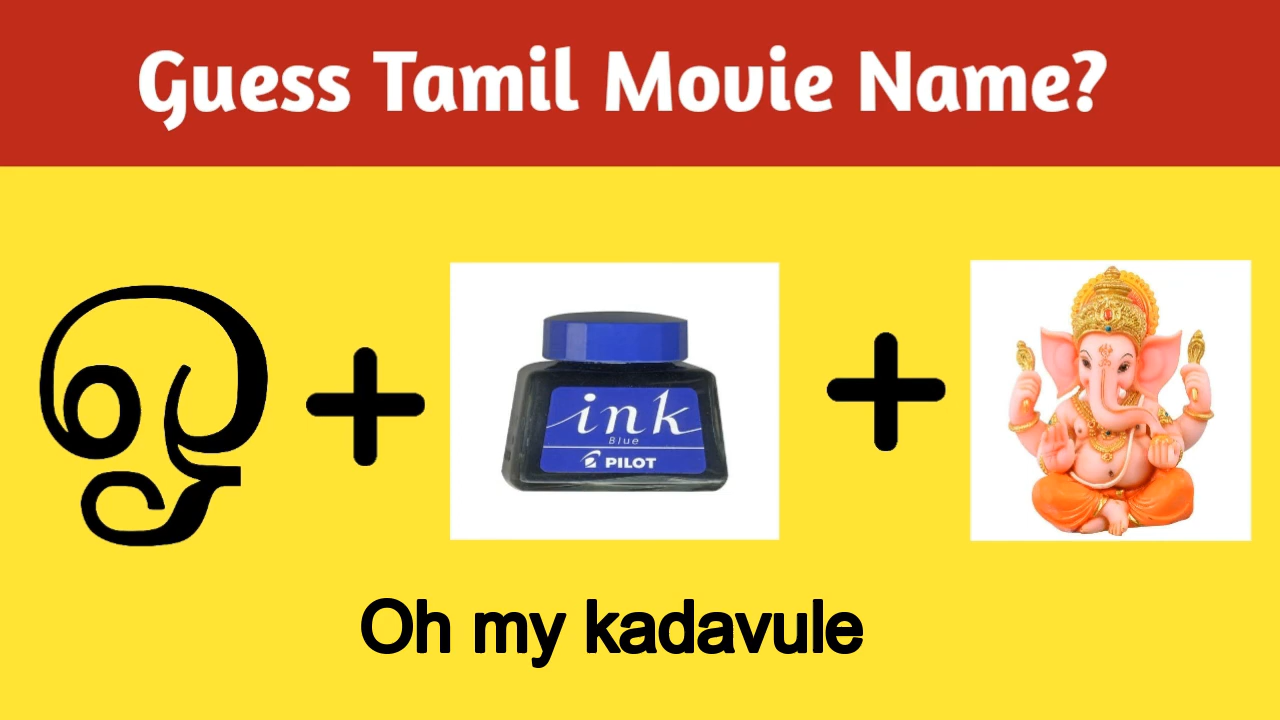 ஓ
Guess Tamil Movie Name?
ink
Blue
PILOT
Oh my kadavule